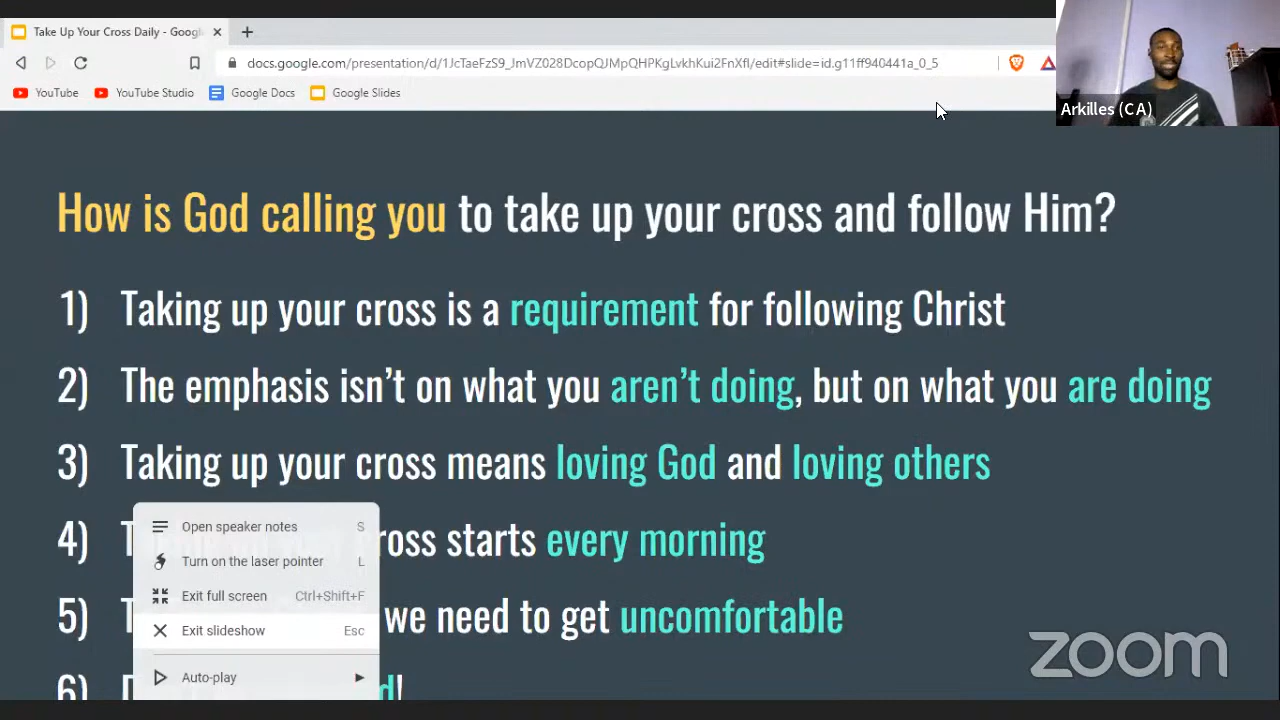 Take Up Your Cross Daily - Googl
docs.google.com/presentation/d/1JcTaeFzS9_JmVZ028DcopQJMpQHPKgLvkhKui2FnXfI/edit#slide=id.g11ff940441a_0_5
YouTube YouTube Studio Google Docs Google Slides
Arkilles (CA)
How is God calling you to take up your cross and follow Him?
1) Taking up your cross is a requirement for following Christ
2) The emphasis isn't on what you aren't doing, but on what you are doing
3) Taking up your cross means loving God and loving others
4) cross starts every morning
5) we need to get uncomfortable
6)
Open speaker notes S
Turn on the laser pointer L
Exit full screen Ctrl+Shift+F
Exit slideshow Esc
Auto-play
zoom